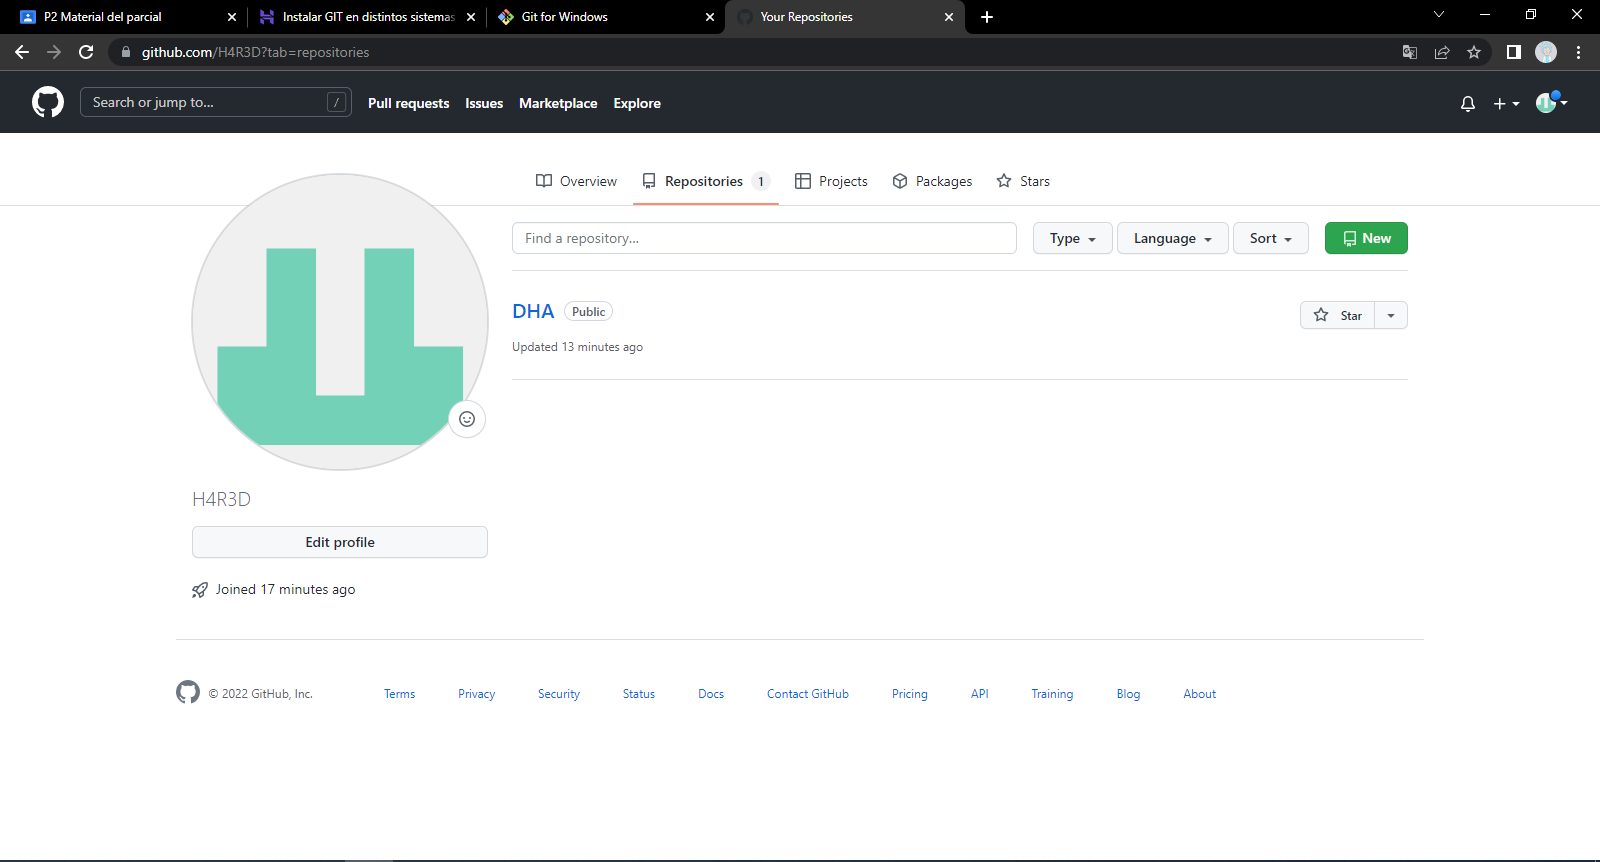 P2 Material del parcial
Instalar GIT en distintos sistemas
Git for Windows
Your Repositories
github.com/H4R3D?tab=repositories
Search or jump to...
/
Pull requests
Issues
Marketplace
Explore
Overview
Repositories 1
Projects
Packages
Stars
Find a repository...
Type
Language
Sort
New
DHA Public
Star
Updated 13 minutes ago
H4R3D
Edit profile
Joined 17 minutes ago
© 2022 GitHub, Inc.
Terms
Privacy
Security
Status
Docs
Contact GitHub
Pricing
API
Training
Blog
About